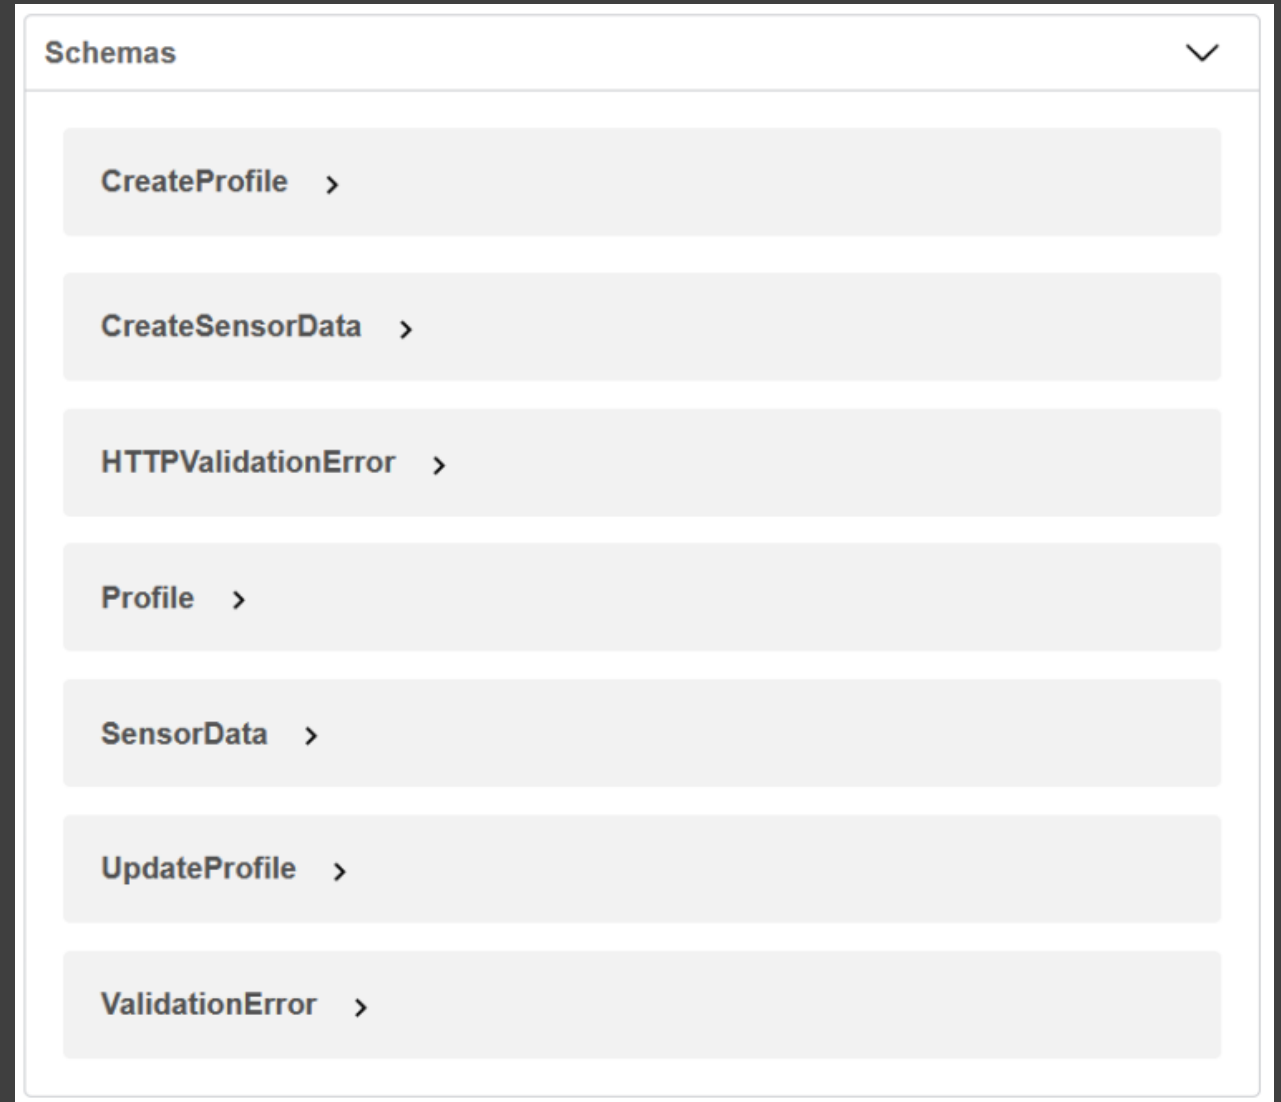 Schemas
CreateProfile
CreateSensorData
HTTPValidationError
Profile
SensorData
UpdateProfile
ValidationError